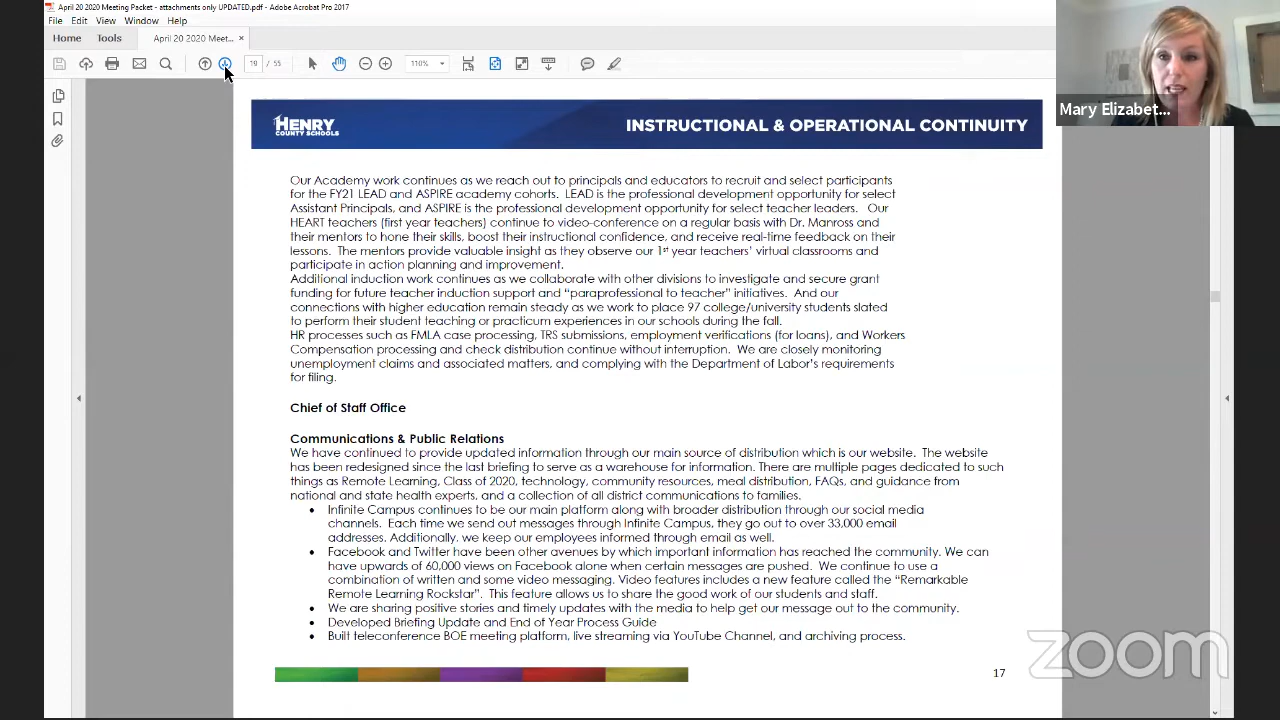 April 20 2020 Meeting Packet - attachments only UPDATED.pdf - Adobe Acrobat Pro 2017
File Edit View Window Help
Home Tools April 20 2020 Meet... ×
19 / 55 110%
HENRY
COUNTY SCHOOLS
INSTRUCTIONAL & OPERATIONAL CONTINUITY
Mary Elizabet...
Our Academy work continues as we reach out to principals and educators to recruit and select participants
for the FY21 LEAD and ASPIRE academy cohorts. LEAD is the professional development opportunity for select
Assistant Principals, and ASPIRE is the professional development opportunity for select teacher leaders. Our
HEART teachers (first year teachers) continue to video-conference on a regular basis with Dr. Manross and
their mentors to hone their skills, boost their instructional confidence, and receive real-time feedback on their
lessons. The mentors provide valuable insight as they observe our 1st year teachers' virtual classrooms and
participate in action planning and improvement.
Additional induction work continues as we collaborate with other divisions to investigate and secure grant
funding for future teacher induction support and "paraprofessional to teacher" initiatives. And our
connections with higher education remain steady as we work to place 97 college/university students slated
to perform their student teaching or practicum experiences in our schools during the fall.
HR processes such as FMLA case processing, TRS submissions, employment verifications (for loans), and Workers
Compensation processing and check distribution continue without interruption. We are closely monitoring
unemployment claims and associated matters, and complying with the Department of Labor's requirements
for filing.
Chief of Staff Office
Communications & Public Relations
We have continued to provide updated information through our main source of distribution which is our website. The website
has been redesigned since the last briefing to serve as a warehouse for information. There are multiple pages dedicated to such
things as Remote Learning, Class of 2020, technology, community resources, meal distribution, FAQs, and guidance from
national and state health experts, and a collection of all district communications to families.
• Infinite Campus continues to be our main platform along with broader distribution through our social media
channels. Each time we send out messages through Infinite Campus, they go out to over 33,000 email
addresses. Additionally, we keep our employees informed through email as well.
• Facebook and Twitter have been other avenues by which important information has reached the community. We can
have upwards of 60,000 views on Facebook alone when certain messages are pushed. We continue to use a
combination of written and some video messaging. Video features includes a new feature called the "Remarkable
Remote Learning Rockstar". This feature allows us to share the good work of our students and staff.
• We are sharing positive stories and timely updates with the media to help get our message out to the community.
• Developed Briefing Update and End of Year Process Guide
• Built teleconference BOE meeting platform, live streaming via YouTube Channel, and archiving process.
17
zoom